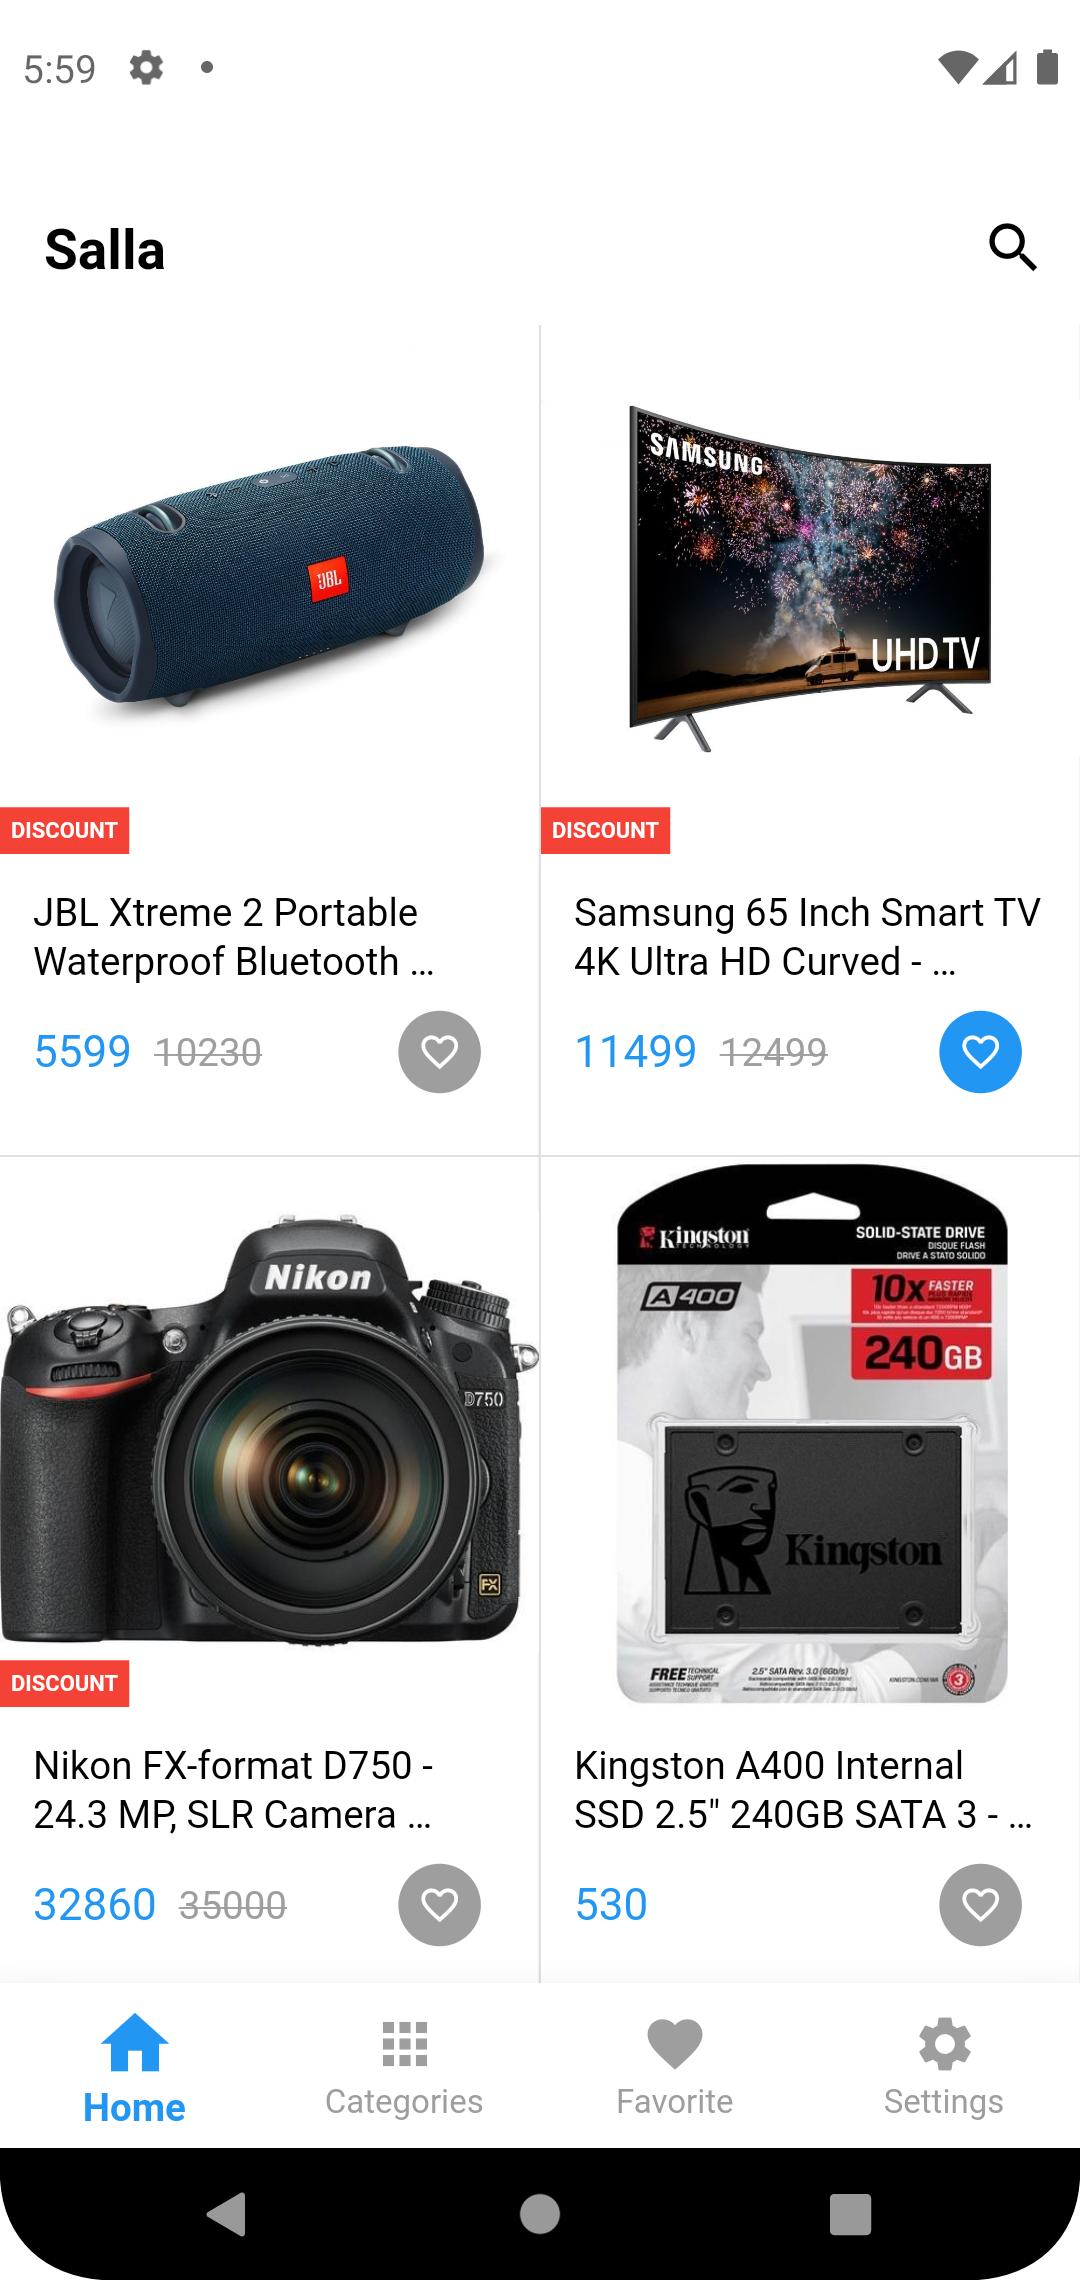 5:59
Salla
JBL
SAMSUNG
UHD TV
DISCOUNT
DISCOUNT
JBL Xtreme 2 Portable
Waterproof Bluetooth ...
Samsung 65 Inch Smart TV
4K Ultra HD Curved - ...
5599 10230
11499 12499
Nikon
D750
FX
Kingston
TECHNOLOGY
SOLID-STATE DRIVE
DISQUE FLASH
DRIVE A STATO SOLIDO
A400
10x FASTER
PLUS RAPIDE
240GB
Kingston
FREE TECHNICAL
SUPPORT
2.5" SATA Rev. 3.0 (6Gb/s)
3
DISCOUNT
Nikon FX-format D750 -
24.3 MP, SLR Camera ...
Kingston A400 Internal
SSD 2.5" 240GB SATA 3 - ...
32860 35000
530
Home
Categories
Favorite
Settings